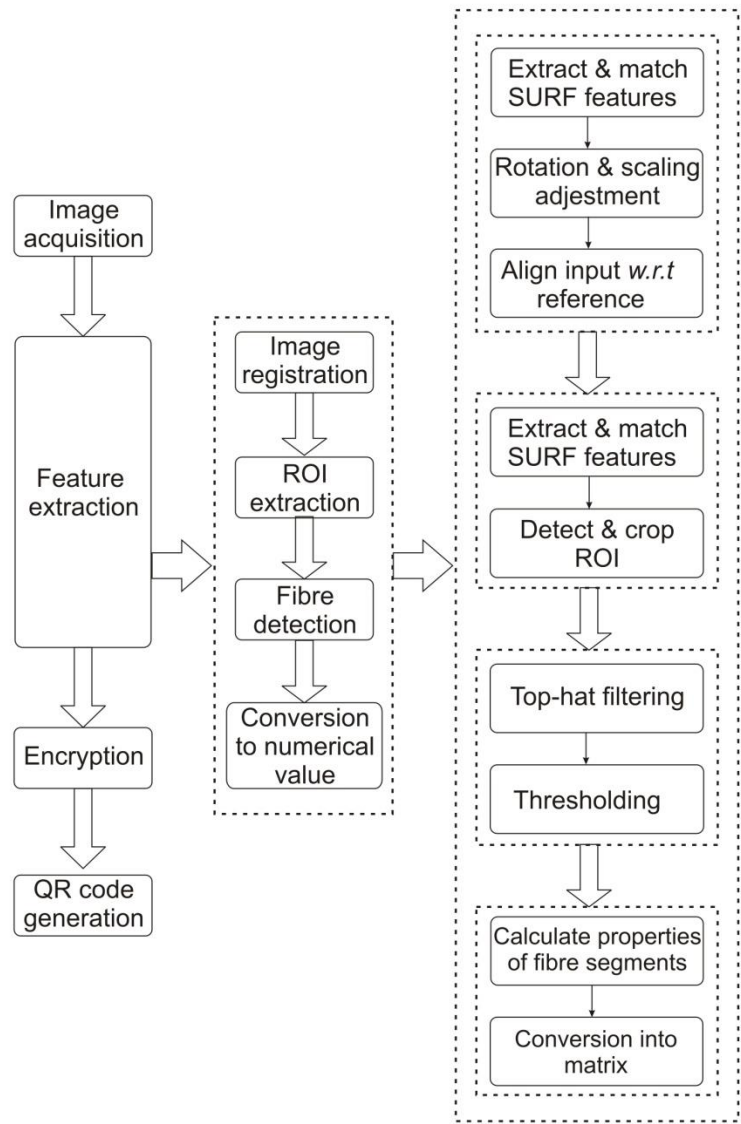 Image
acquisition
Feature
extraction
Encryption
QR code
generation
Image
registration
ROI
extraction
Fibre
detection
Conversion
to numerical
value
Extract & match
SURF features
Rotation & scaling
adjestment
Align input w.r.t
reference
Extract & match
SURF features
Detect & crop
ROI
Top-hat filtering
Thresholding
Calculate properties
of fibre segments
Conversion into
matrix